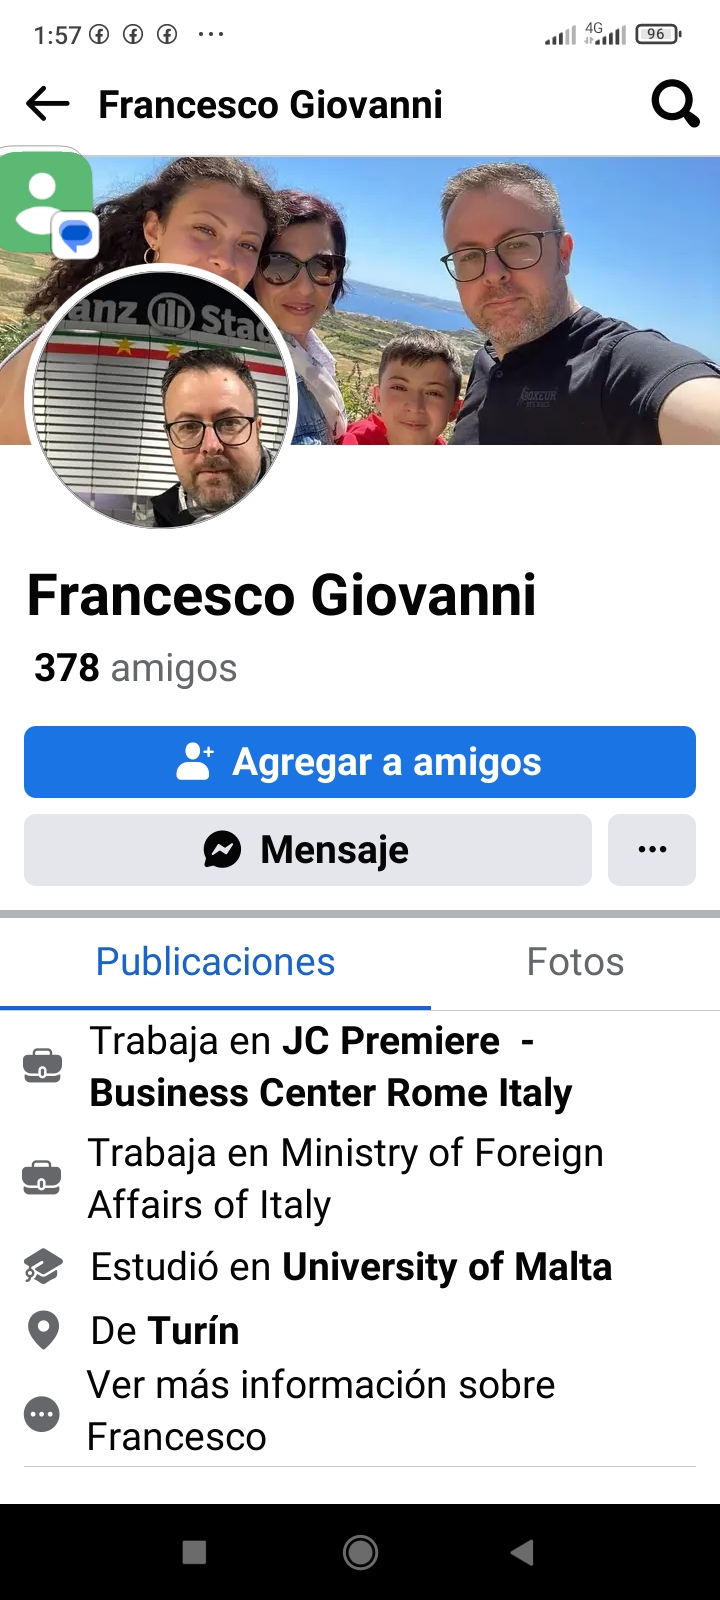 1:57
4G
96
Francesco Giovanni
anz Stad
BOXEUR
Francesco Giovanni
378 amigos
Agregar a amigos
Mensaje
Publicaciones
Fotos
Trabaja en JC Premiere -
Business Center Rome Italy
Trabaja en Ministry of Foreign
Affairs of Italy
Estudió en University of Malta
De Turín
Ver más información sobre
Francesco